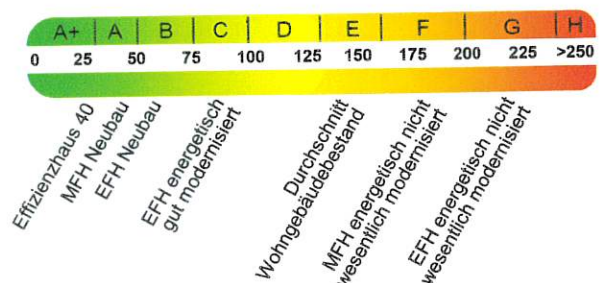 A+ A B C D E F G H
0 25 50 75 100 125 150 175 200 225 >250
Effizienzhaus 40
MFH Neubau
EFH Neubau
EFH energetisch
gut modernisiert
Durchschnitt
Wohngebäudebestand
MFH energetisch nicht
wesentlich modernisiert
EFH energetisch nicht
wesentlich modernisiert